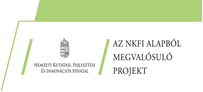 NEMZETI KUTATÁSI, FEJLESZTÉSI
ÉS INNOVÁCIÓS HIVATAL
AZ NKFI ALAPBÓL
MEGVALÓSULÓ
PROJEKT